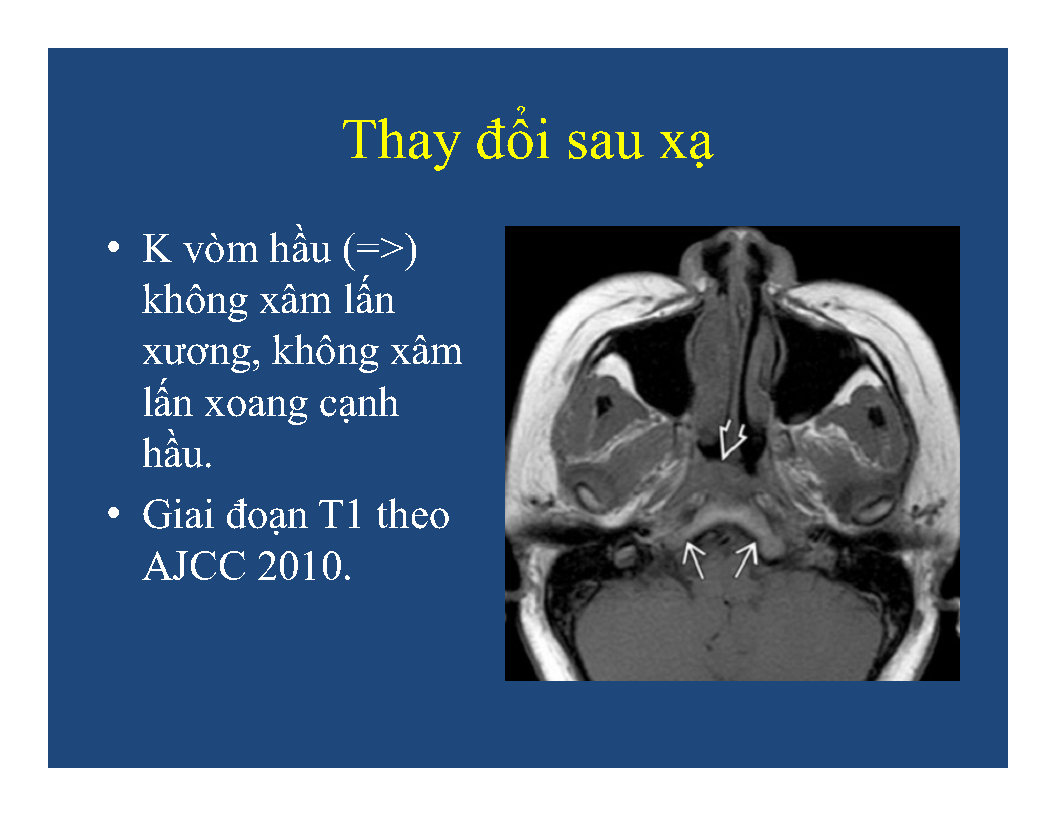 Thay đổi sau xạ
• K vòm hầu (=>)
không xâm lấn
xương, không xâm
lấn xoang cạnh
hầu.
• Giai đoạn T1 theo
AJCC 2010.